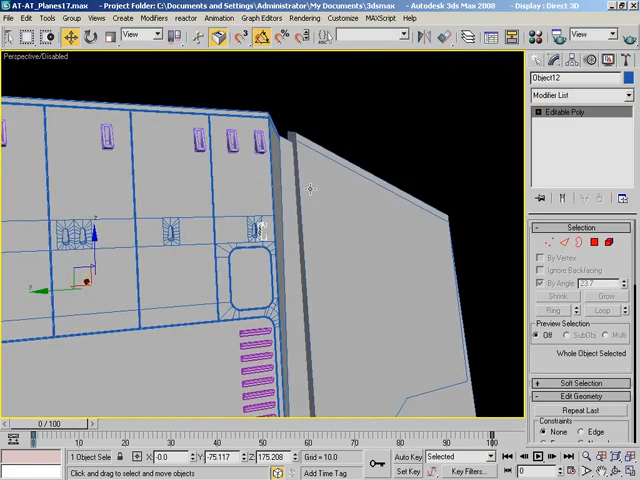 AT-AT_Planes17.max - Project Folder: C:\Documents and Settings\Administrator\My Documents\3dsmax - Autodesk 3ds Max 2008 - Display : Direct 3D
File Edit Tools Group Views Create Modifiers reactor Animation Graph Editors Rendering Customize MAXScript Help
View View
Perspective/Disabled
z
y
Object12
Modifier List
Editable Poly
Selection
By Vertex
Ignore Backfacing
By Angle: 23.7
Shrink Grow
Ring Loop
Preview Selection
Off SubObj Multi
Whole Object Selected
Soft Selection
Edit Geometry
Repeat Last
Constraints
None Edge
0 / 100
0 10 20 30 40 50 60 70 80 90 100
1 Object Sele X: -0.0 Y: -75.117 Z: 175.208 Grid = 10.0 Auto Key Selected
Click and drag to select and move objects Add Time Tag Set Key Key Filters... 0